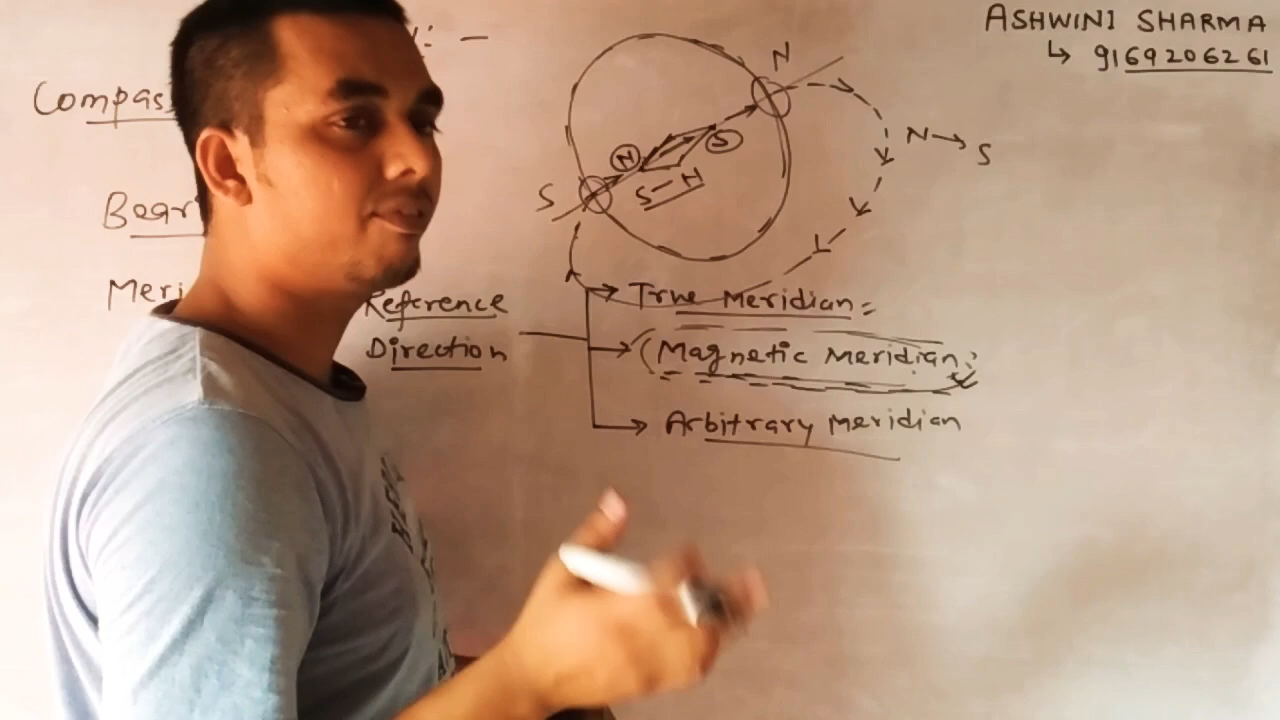 ASHWINI SHARMA
↳ 9169206261
: -
Compass
N
N → S
N
S
S
S-N
Bear
Meri
Reference
Direction
True Meridian:
(Magnetic Meridian:
Arbitrary Meridian